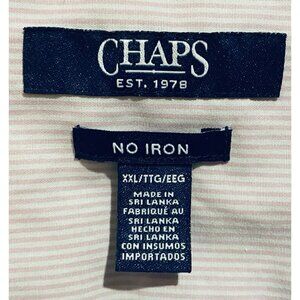 CHAPS
EST. 1978
NO IRON
XXL/TTG/EEG
MADE IN
SRI LANKA
FABRIQUÉ AU
SRI LANKA
HECHO EN
SRI LANKA
CON INSUMOS
IMPORTADOS